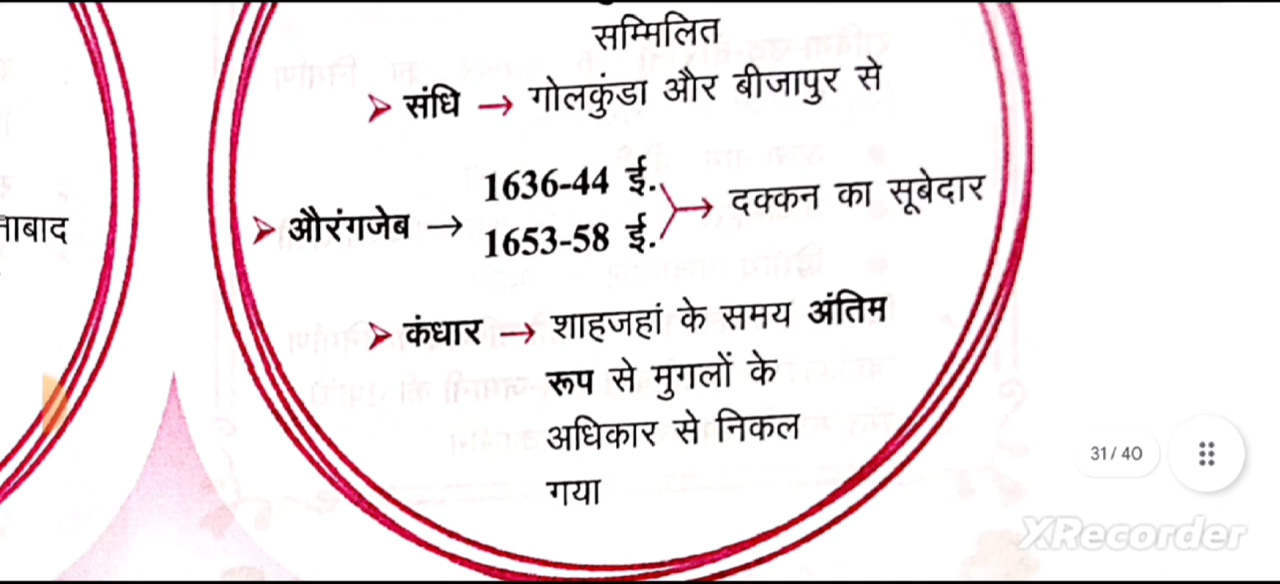 सम्मिलित
➤ संधि → गोलकुंडा और बीजापुर से
1636-44 ई.
➤ औरंगजेब → → दक्कन का सूबेदार
1653-58 ई.
ाबाद
➤ कंधार → शाहजहां के समय अंतिम
रूप से मुगलों के
अधिकार से निकल
गया
31 / 40
XRecorder